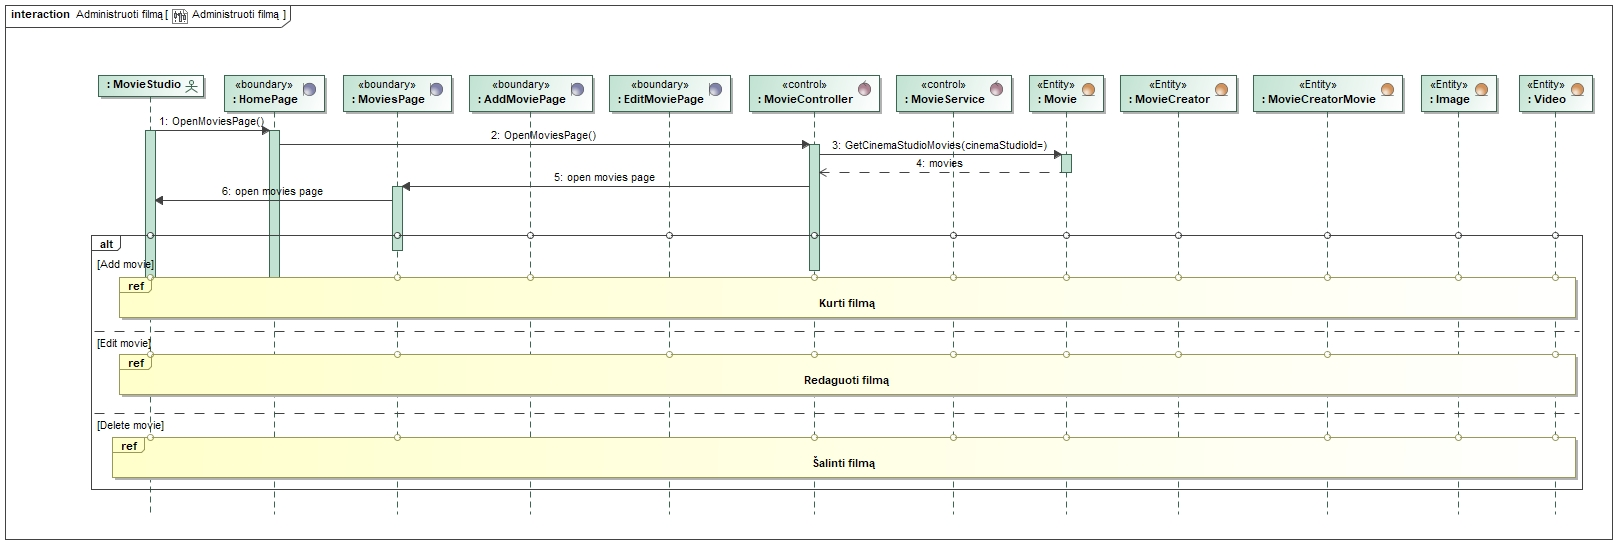 interaction Administruoti filmą [ Administruoti filmą ]
: MovieStudio
«boundary»
: HomePage
«boundary»
: MoviesPage
«boundary»
: AddMoviePage
«boundary»
: EditMoviePage
«control»
: MovieController
«control»
: MovieService
«Entity»
: Movie
«Entity»
: MovieCreator
«Entity»
: MovieCreatorMovie
«Entity»
: Image
«Entity»
: Video
1: OpenMoviesPage()
2: OpenMoviesPage()
3: GetCinemaStudioMovies(cinemaStudioId=)
4: movies
5: open movies page
6: open movies page
alt
[Add movie]
ref
Kurti filmą
[Edit movie]
ref
Redaguoti filmą
[Delete movie]
ref
Šalinti filmą